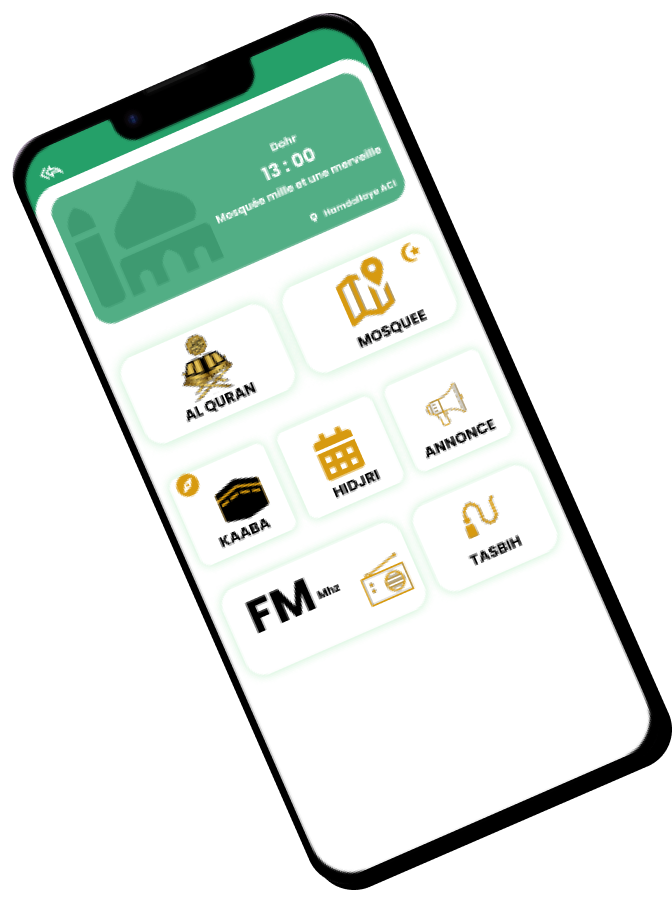 Dohr
13 : 00
Mosquée mille et une merveille
Hamdallaye ACI
AL QURAN
MOSQUEE
KAABA
HIDJRI
ANNONCE
FM Mhz
TASBIH